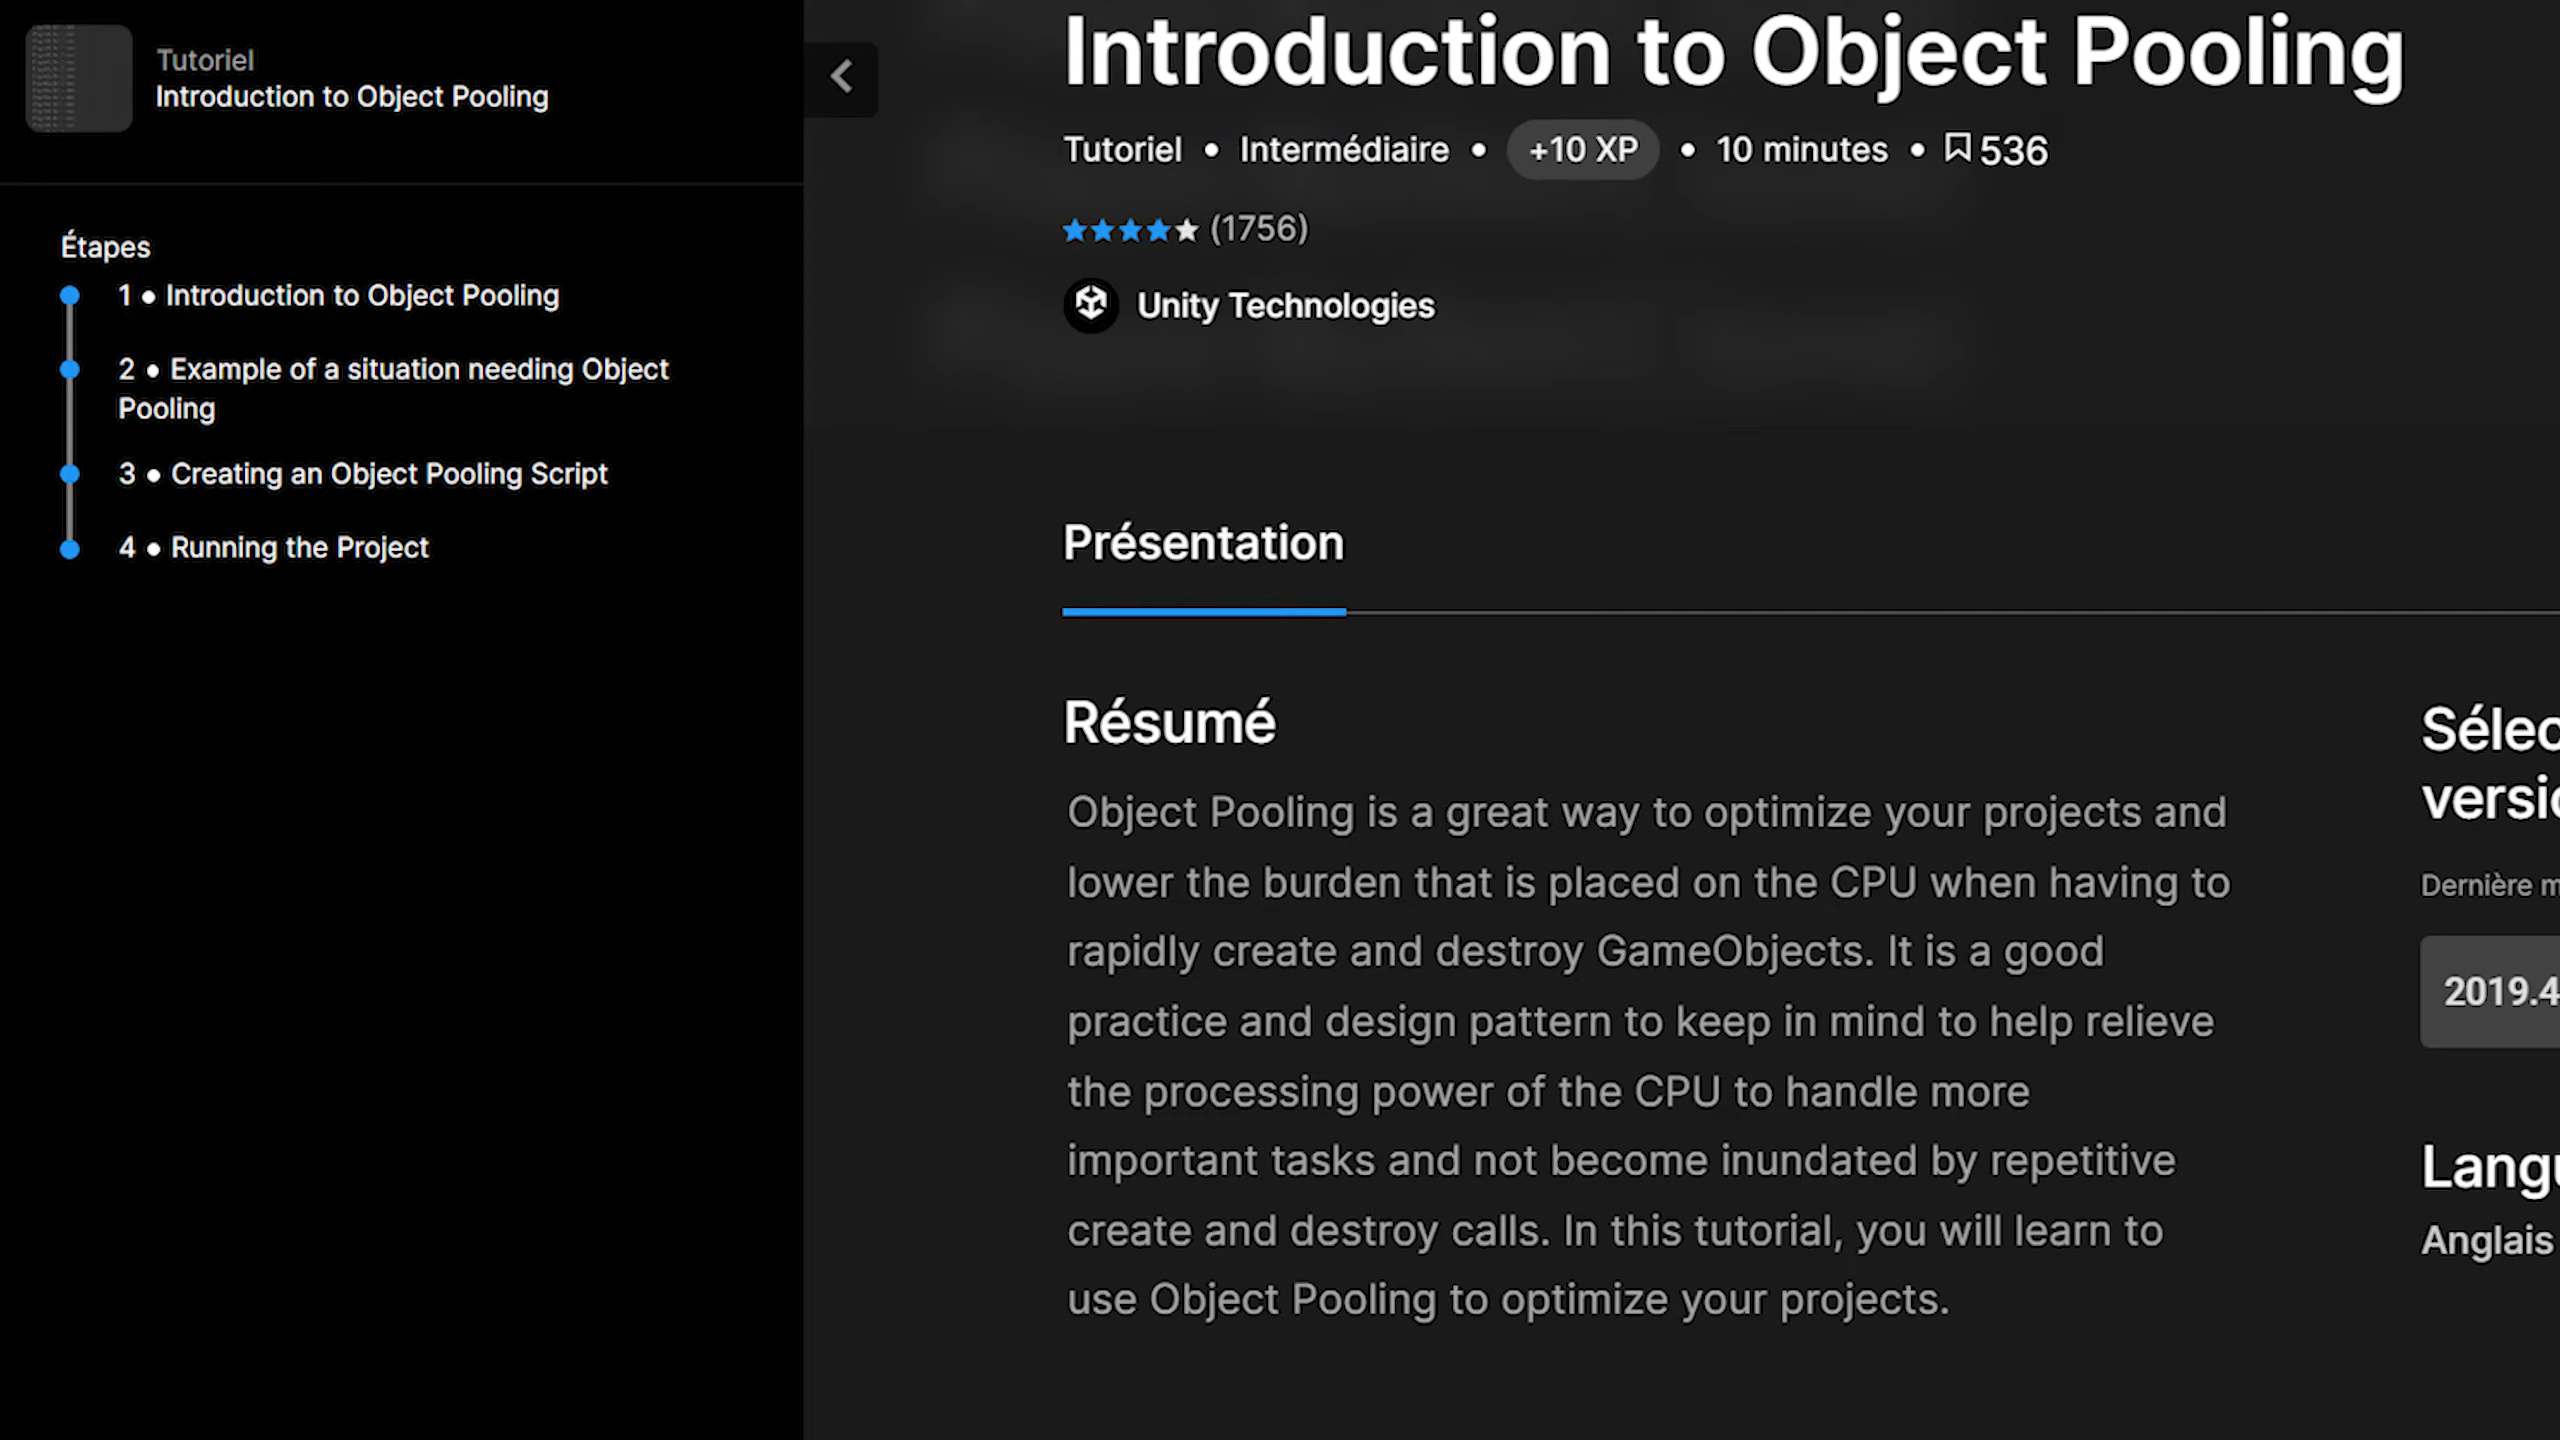 Tutoriel
Introduction to Object Pooling
Étapes
1 • Introduction to Object Pooling
2 • Example of a situation needing Object
Pooling
3 • Creating an Object Pooling Script
4 • Running the Project
Introduction to Object Pooling
Tutoriel • Intermédiaire • +10 XP • 10 minutes • 536
(1756)
Unity Technologies
Présentation
Résumé
Object Pooling is a great way to optimize your projects and
lower the burden that is placed on the CPU when having to
rapidly create and destroy GameObjects. It is a good
practice and design pattern to keep in mind to help relieve
the processing power of the CPU to handle more
important tasks and not become inundated by repetitive
create and destroy calls. In this tutorial, you will learn to
use Object Pooling to optimize your projects.
Sélec
versio
Dernière m
2019.4
Langu
Anglais